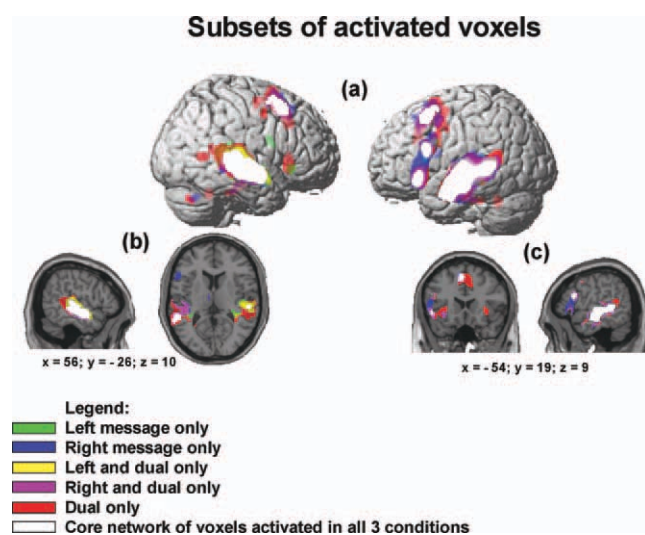 Subsets of activated voxels
(a)
(b)
(c)
x = 56; y = - 26; z = 10
x = - 54; y = 19; z = 9
Legend:
Left message only
Right message only
Left and dual only
Right and dual only
Dual only
Core network of voxels activated in all 3 conditions